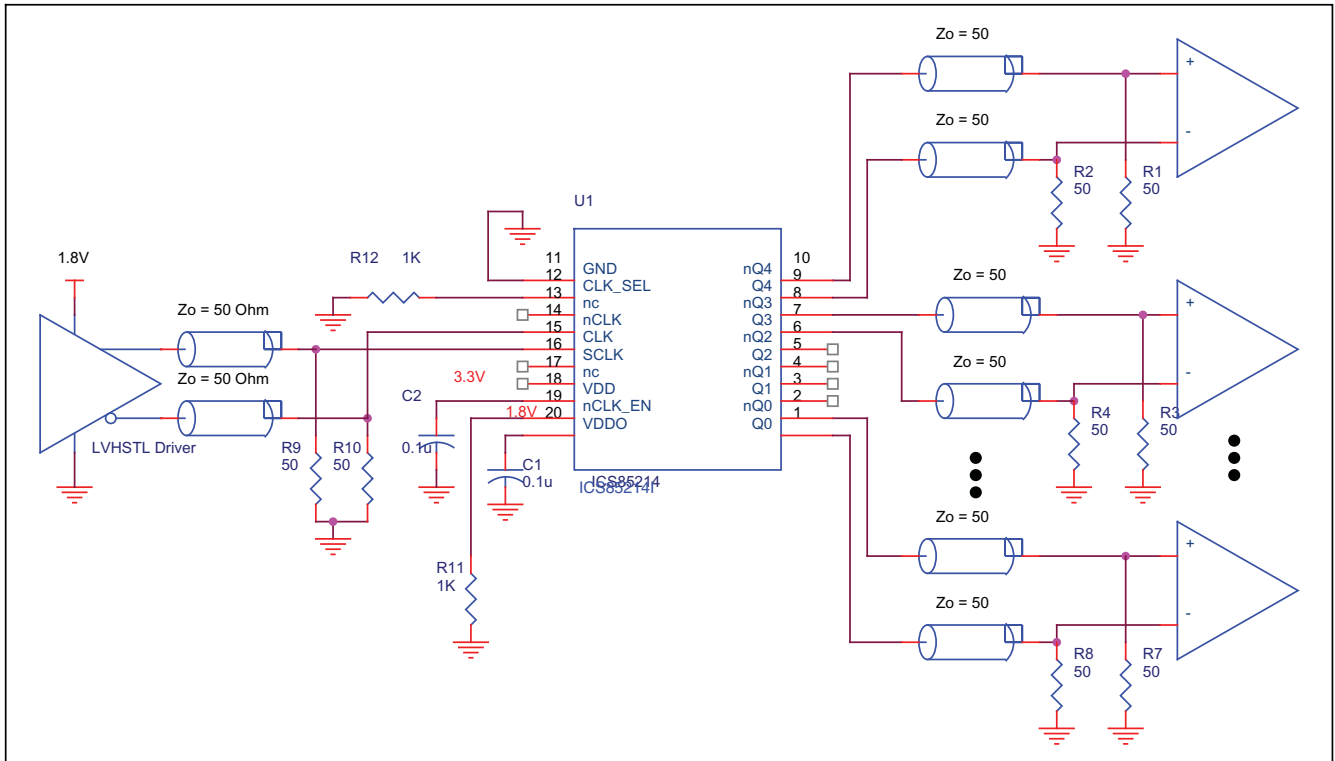 Zo = 50
+
-
Zo = 50
R2
50
R1
50
U1
1.8V
R12 1K
Zo = 50 Ohm
Zo = 50 Ohm
LVHSTL Driver
R9
50
R10
50
3.3V
C2
0.1u
1.8V
C1
0.1u
R11
1K
11
12
13
14
15
16
17
18
19
20
GND
CLK_SEL
nc
nCLK
CLK
SCLK
nc
VDD
nCLK_EN
VDDO
nQ4
Q4
nQ3
Q3
nQ2
Q2
nQ1
Q1
nQ0
Q0
10
9
8
7
6
5
4
3
2
1
ICS85214
ICS85214I
Zo = 50
+
-
Zo = 50
R4
50
R3
50
Zo = 50
+
-
Zo = 50
R8
50
R7
50